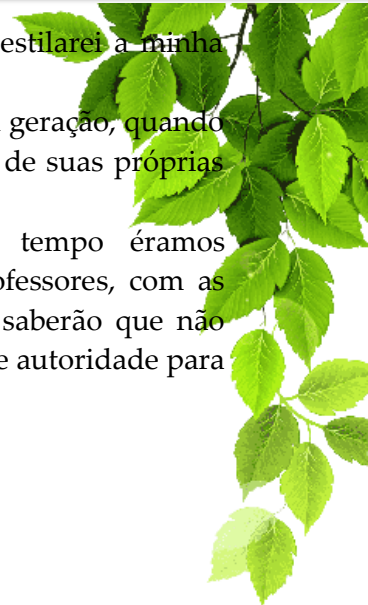 estilarei a minha
geração, quando
de suas próprias
tempo éramos
ofessores, com as
saberão que não
e autoridade para